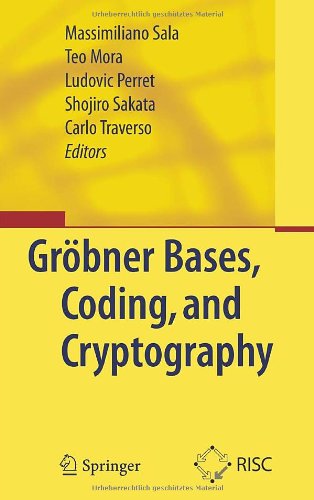 Urheberrechtlich geschütztes Material
Massimiliano Sala
Teo Mora
Ludovic Perret
Shojiro Sakata
Carlo Traverso
Editors
Gröbner Bases,
Coding, and
Cryptography
Springer
RISC
Urheberrechtlich geschütztes Material